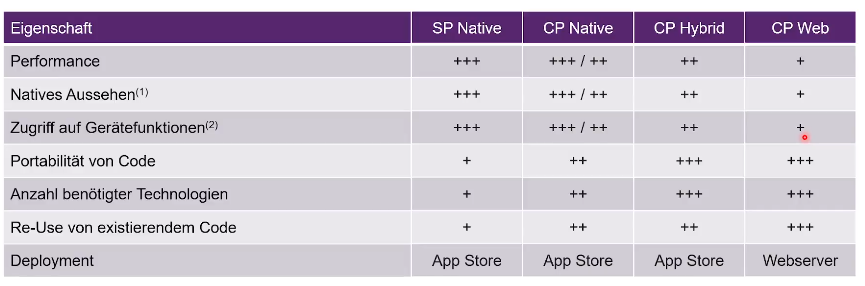 Eigenschaft SP Native CP Native CP Hybrid CP Web
Performance +++ +++ / ++ ++ +
Natives Aussehen(1) +++ +++ / ++ ++ +
Zugriff auf Gerätefunktionen(2) +++ +++ / ++ ++ +
Portabilität von Code + ++ +++ +++
Anzahl benötigter Technologien + ++ +++ +++
Re-Use von existierendem Code + ++ ++ +++
Deployment App Store App Store App Store Webserver